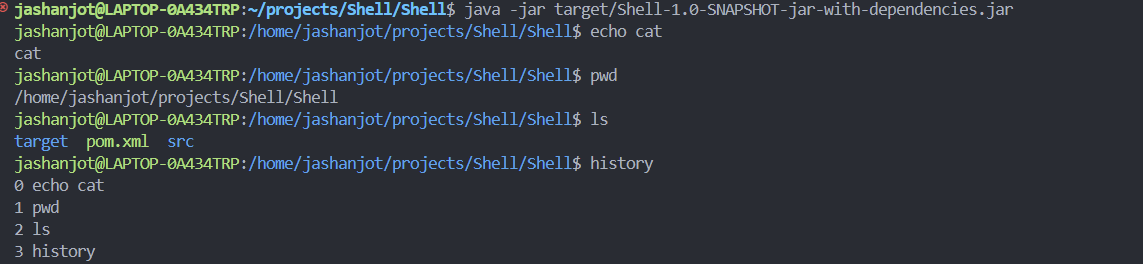 jashanjot@LAPTOP-0A434TRP:~/projects/Shell/Shell$ java -jar target/Shell-1.0-SNAPSHOT-jar-with-dependencies.jar
jashanjot@LAPTOP-0A434TRP:/home/jashanjot/projects/Shell/Shell$ echo cat
cat
jashanjot@LAPTOP-0A434TRP:/home/jashanjot/projects/Shell/Shell$ pwd
/home/jashanjot/projects/Shell/Shell
jashanjot@LAPTOP-0A434TRP:/home/jashanjot/projects/Shell/Shell$ ls
target  pom.xml  src
jashanjot@LAPTOP-0A434TRP:/home/jashanjot/projects/Shell/Shell$ history
0 echo cat
1 pwd
2 ls
3 history